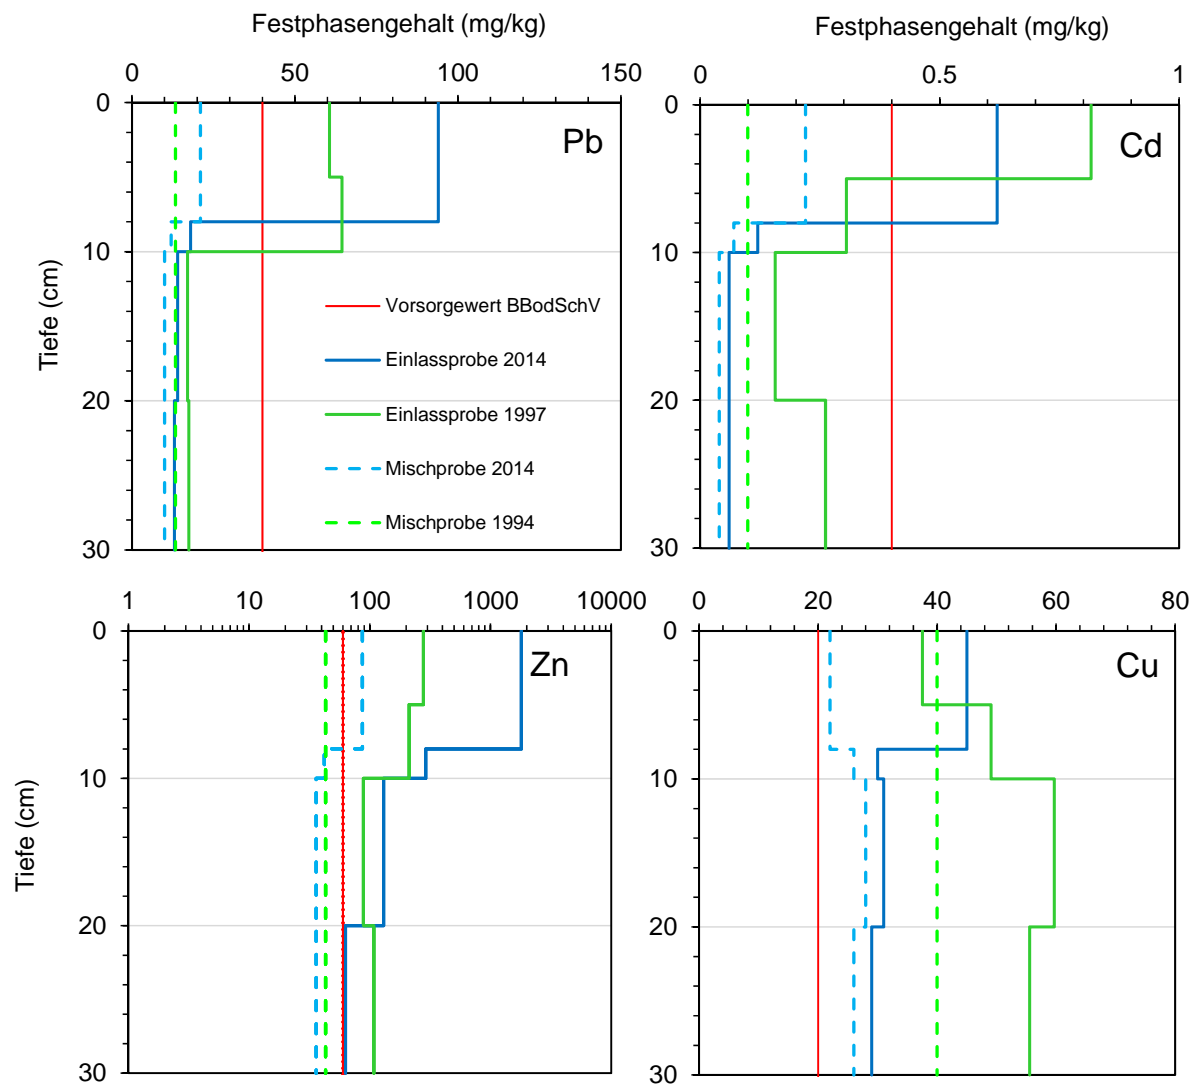 Festphasengehalt (mg/kg)
0 50 100 150
0
10
20
30
Tiefe (cm)
Pb
Vorsorgewert BBodSchV
Einlassprobe 2014
Einlassprobe 1997
Mischprobe 2014
Mischprobe 1994
Festphasengehalt (mg/kg)
0 0.5 1
0
10
20
30
Cd
1 10 100 1000 10000
0
10
20
30
Tiefe (cm)
Zn
0 20 40 60 80
0
10
20
30
Cu